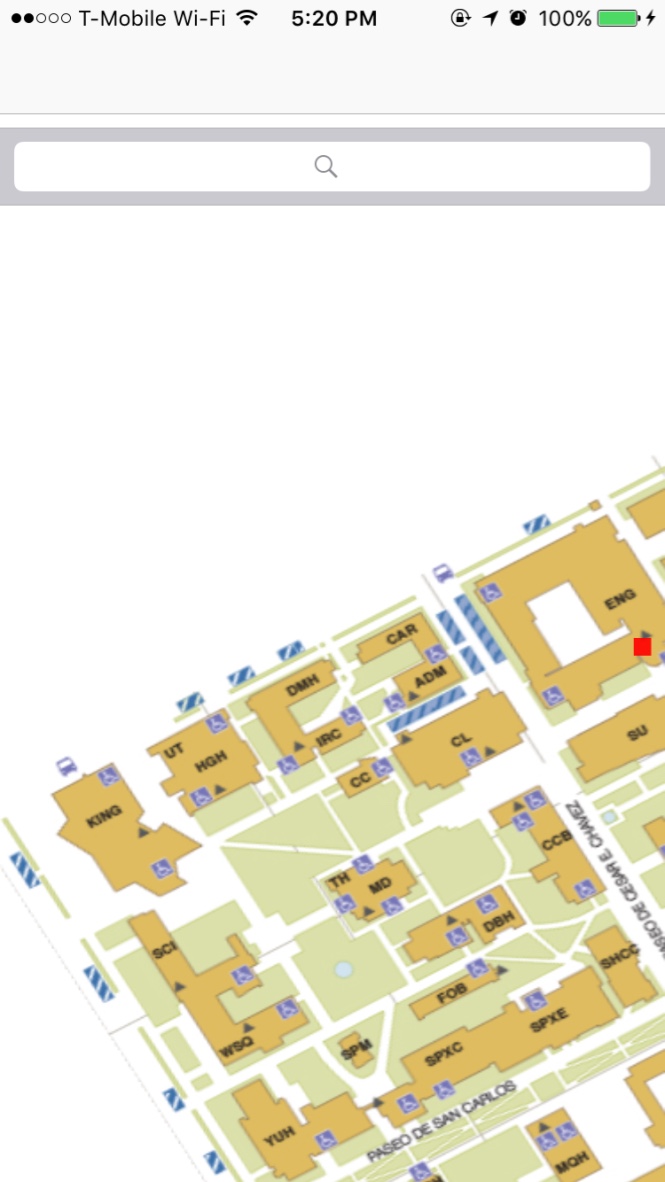 T-Mobile Wi-Fi 5:20 PM 100%
ENG
CAR
ADM
DMH
SU
IRC
CL
UT
HGH
CC
KING
CCB
PASEO DE CESAR E. CHAVEZ
TH
MD
DBH
SCI
SHCC
FOB
SPXE
WSQ
SPM
SPXC
PASEO DE SAN CARLOS
YUH
MQH